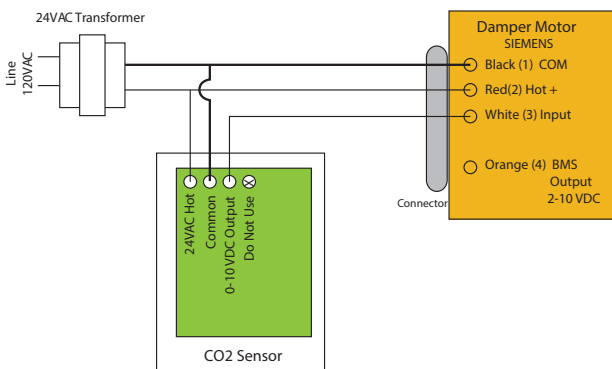 24VAC Transformer
Line
120VAC
Damper Motor
SIEMENS
Black (1) COM
Red(2) Hot +
White (3) Input
Orange (4) BMS
Output
2-10 VDC
Connector
24VAC Hot
Common
0-10 VDC Output
Do Not Use
CO2 Sensor